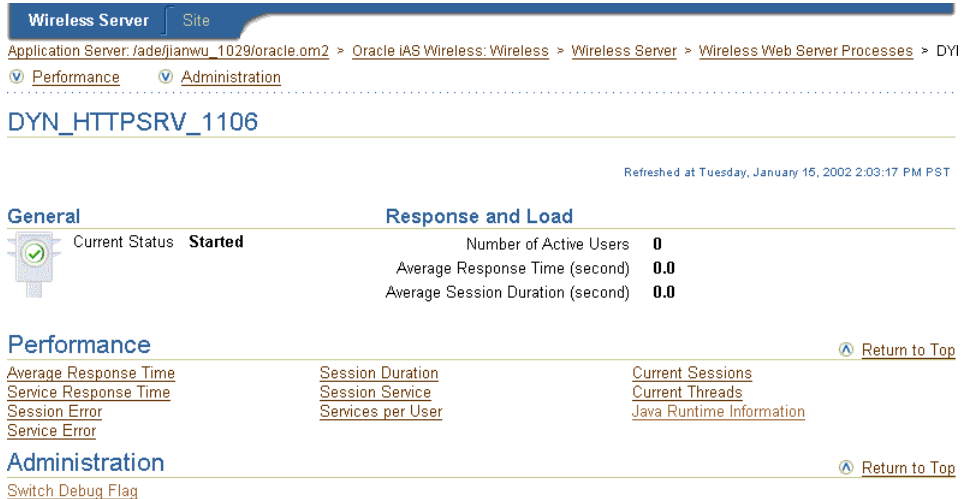 Wireless Server Site
Application Server: /ade/jianwu_1029/oracle.om2 > Oracle iAS Wireless: Wireless > Wireless Server > Wireless Web Server Processes >
Performance Administration
DYN_HTTPSRV_1106
Refreshed at Tuesday, January 15, 2002 2:03:17 PM PST
General Response and Load
Current Status Started Number of Active Users 0
Average Response Time (second) 0.0
Average Session Duration (second) 0.0
Performance Return to Top
Average Response Time Session Duration Current Sessions
Service Response Time Session Service Current Threads
Session Error Services per User Java Runtime Information
Service Error
Administration Return to Top
Switch Debug Flag